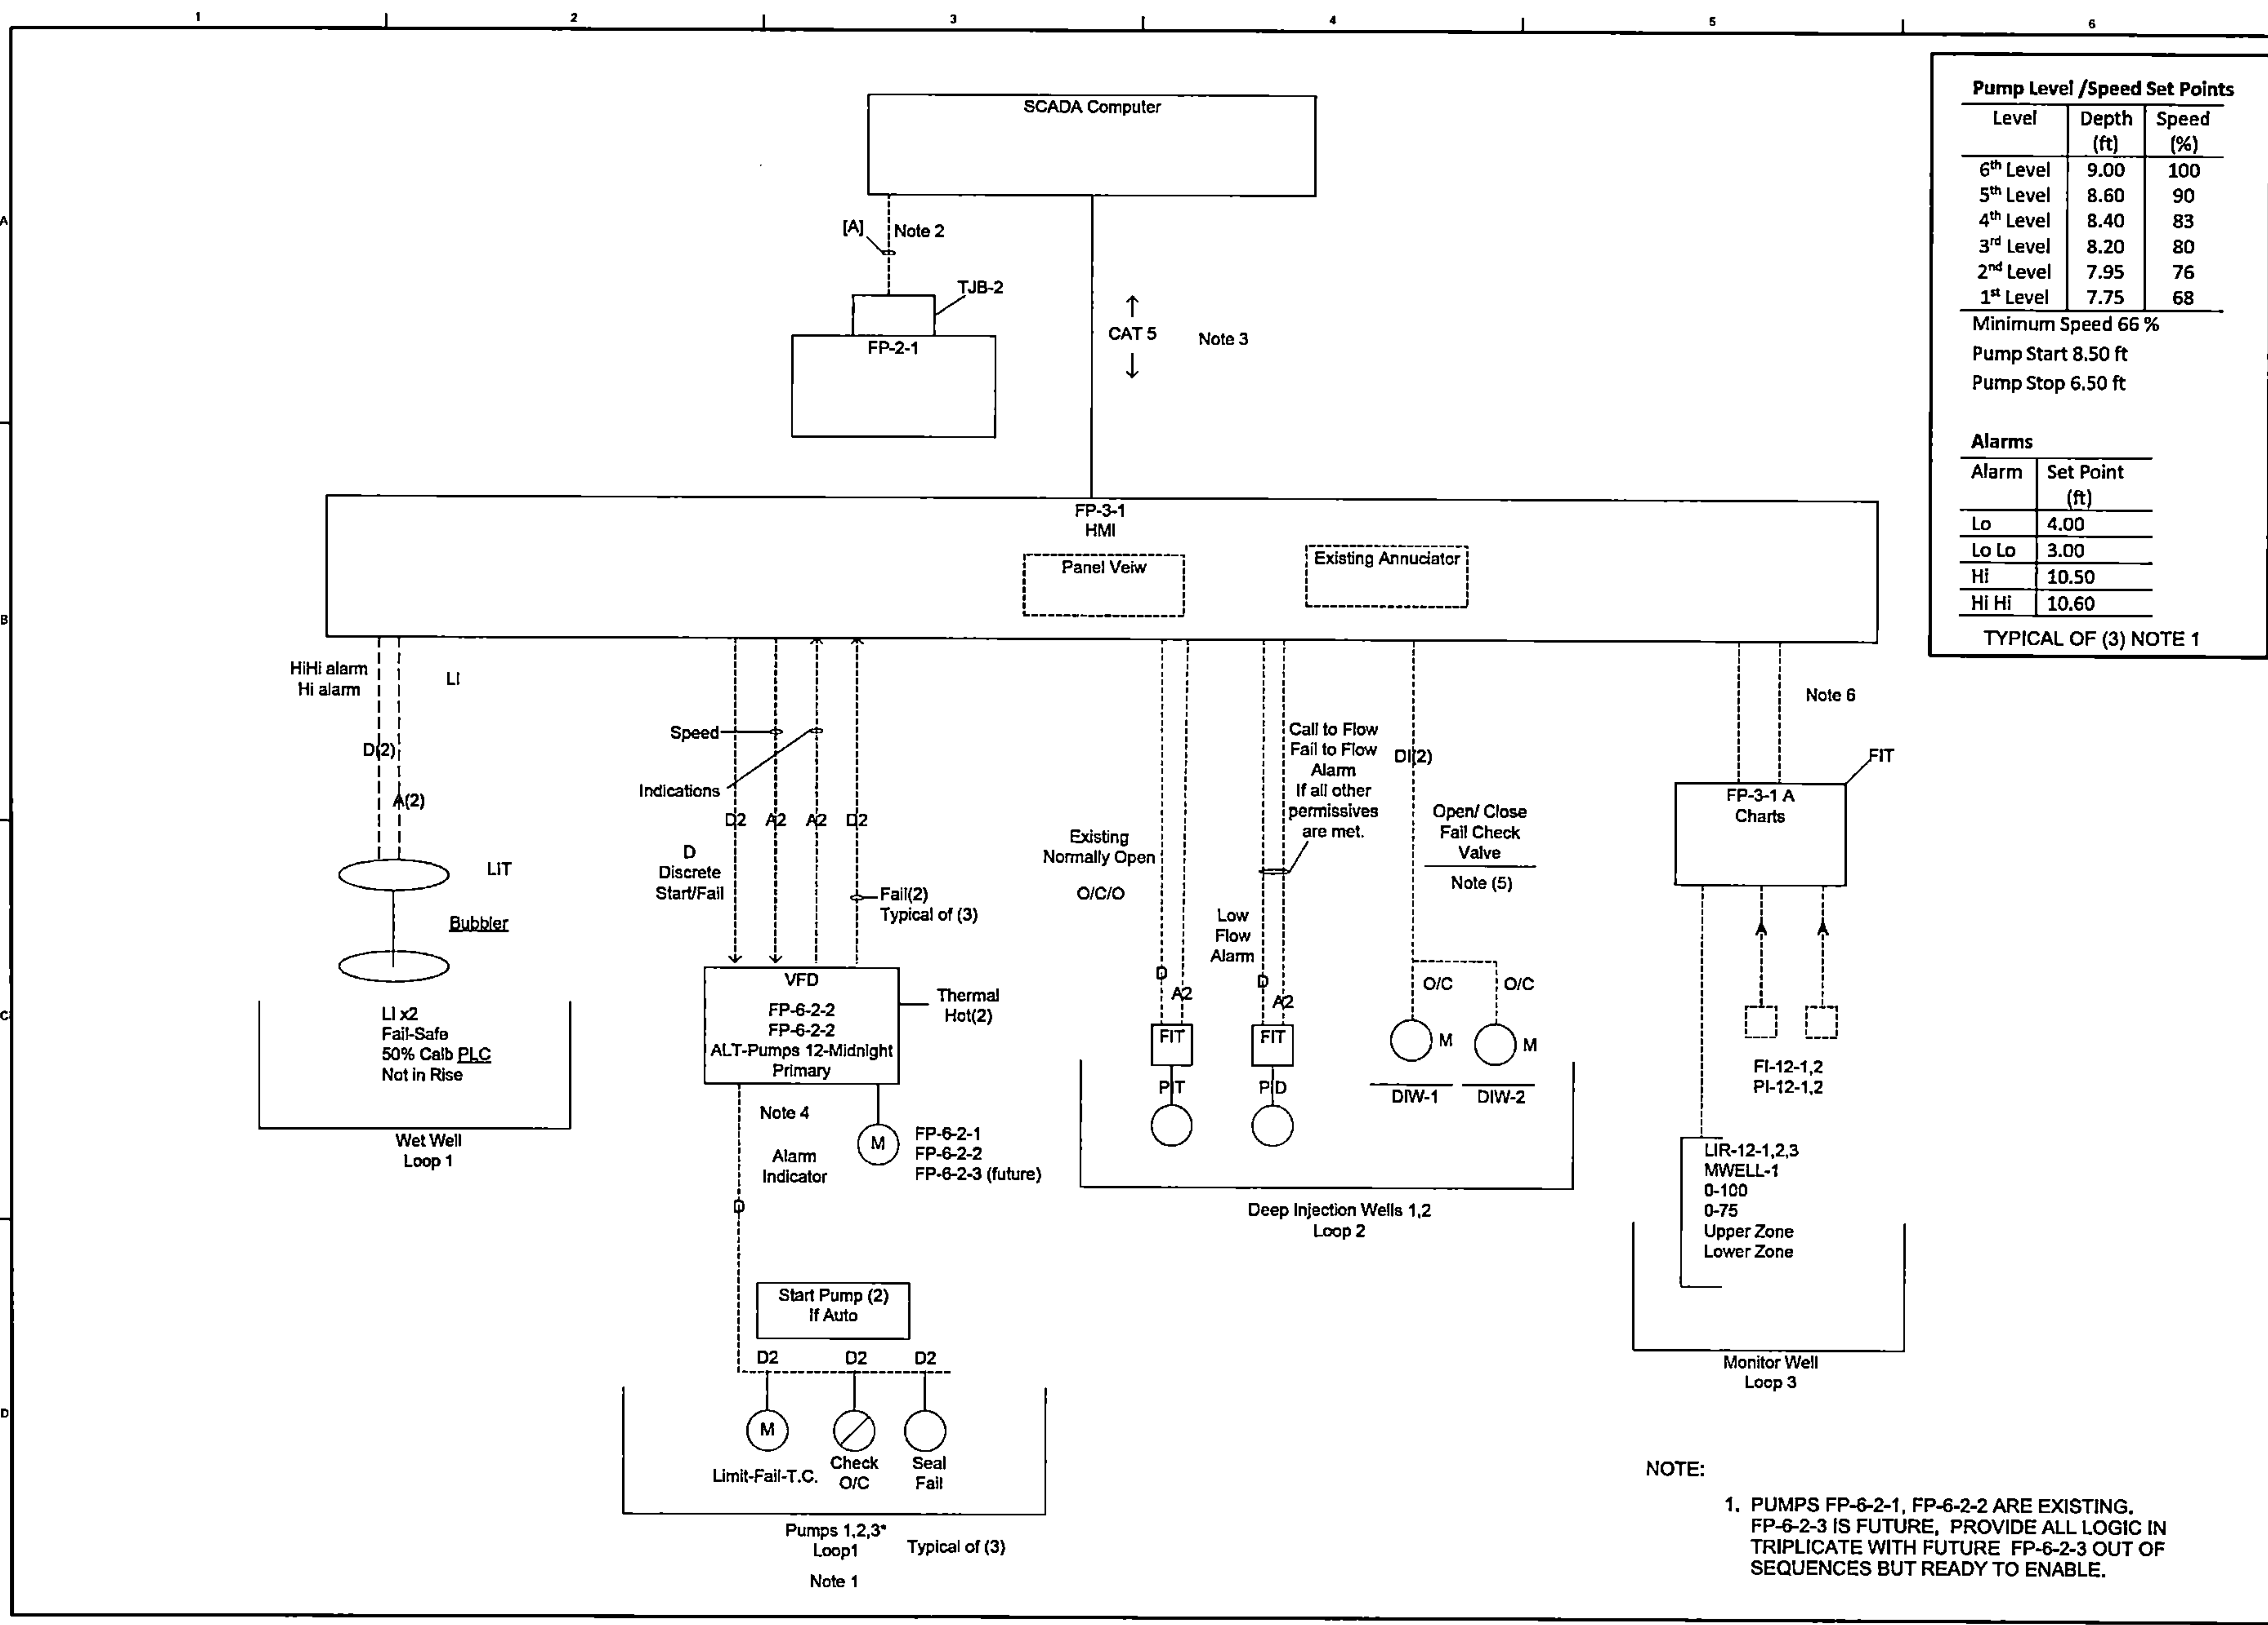 1 2 3 4 5 6
A
B
C
D
SCADA Computer
[A]
Note 2
TJB-2
FP-2-1
CAT 5
Note 3
Pump Level /Speed Set Points
Level Depth Speed
(ft) (%)
6th Level 9.00 100
5th Level 8.60 90
4th Level 8.40 83
3rd Level 8.20 80
2nd Level 7.95 76
1st Level 7.75 68
Minimum Speed 66 %
Pump Start 8.50 ft
Pump Stop 6.50 ft
Alarms
Alarm Set Point
(ft)
Lo 4.00
Lo Lo 3.00
Hi 10.50
Hi Hi 10.60
TYPICAL OF (3) NOTE 1
FP-3-1
HMI
Panel Veiw
Existing Annuciator
HiHi alarm
Hi alarm
LI
D(2)
A(2)
LIT
Bubbler
LI x2
Fail-Safe
50% Calb PLC
Not in Rise
Wet Well
Loop 1
Speed
Indications
D2 A2 A2 D2
D
Discrete
Start/Fail
Fail(2)
Typical of (3)
VFD
FP-6-2-2
FP-6-2-2
ALT-Pumps 12-Midnight
Primary
Thermal
Hot(2)
Note 4
Alarm
Indicator
M
FP-6-2-1
FP-6-2-2
FP-6-2-3 (future)
D
Start Pump (2)
If Auto
D2 D2 D2
M
Limit-Fail-T.C.
Check
O/C
Seal
Fail
Pumps 1,2,3*
Loop1
Typical of (3)
Note 1
Existing
Normally Open
O/C/O
D
A2
FIT
PIT
Call to Flow
Fail to Flow
Alarm
If all other
permissives
are met.
Low
Flow
Alarm
D
A2
FIT
PID
DI(2)
Open/ Close
Fail Check
Valve
Note (5)
O/C O/C
M M
DIW-1 DIW-2
Deep Injection Wells 1,2
Loop 2
Note 6
FIT
FP-3-1 A
Charts
FI-12-1,2
PI-12-1,2
LIR-12-1,2,3
MWELL-1
0-100
0-75
Upper Zone
Lower Zone
Monitor Well
Loop 3
NOTE:
1. PUMPS FP-6-2-1, FP-6-2-2 ARE EXISTING.
FP-6-2-3 IS FUTURE, PROVIDE ALL LOGIC IN
TRIPLICATE WITH FUTURE FP-6-2-3 OUT OF
SEQUENCES BUT READY TO ENABLE.